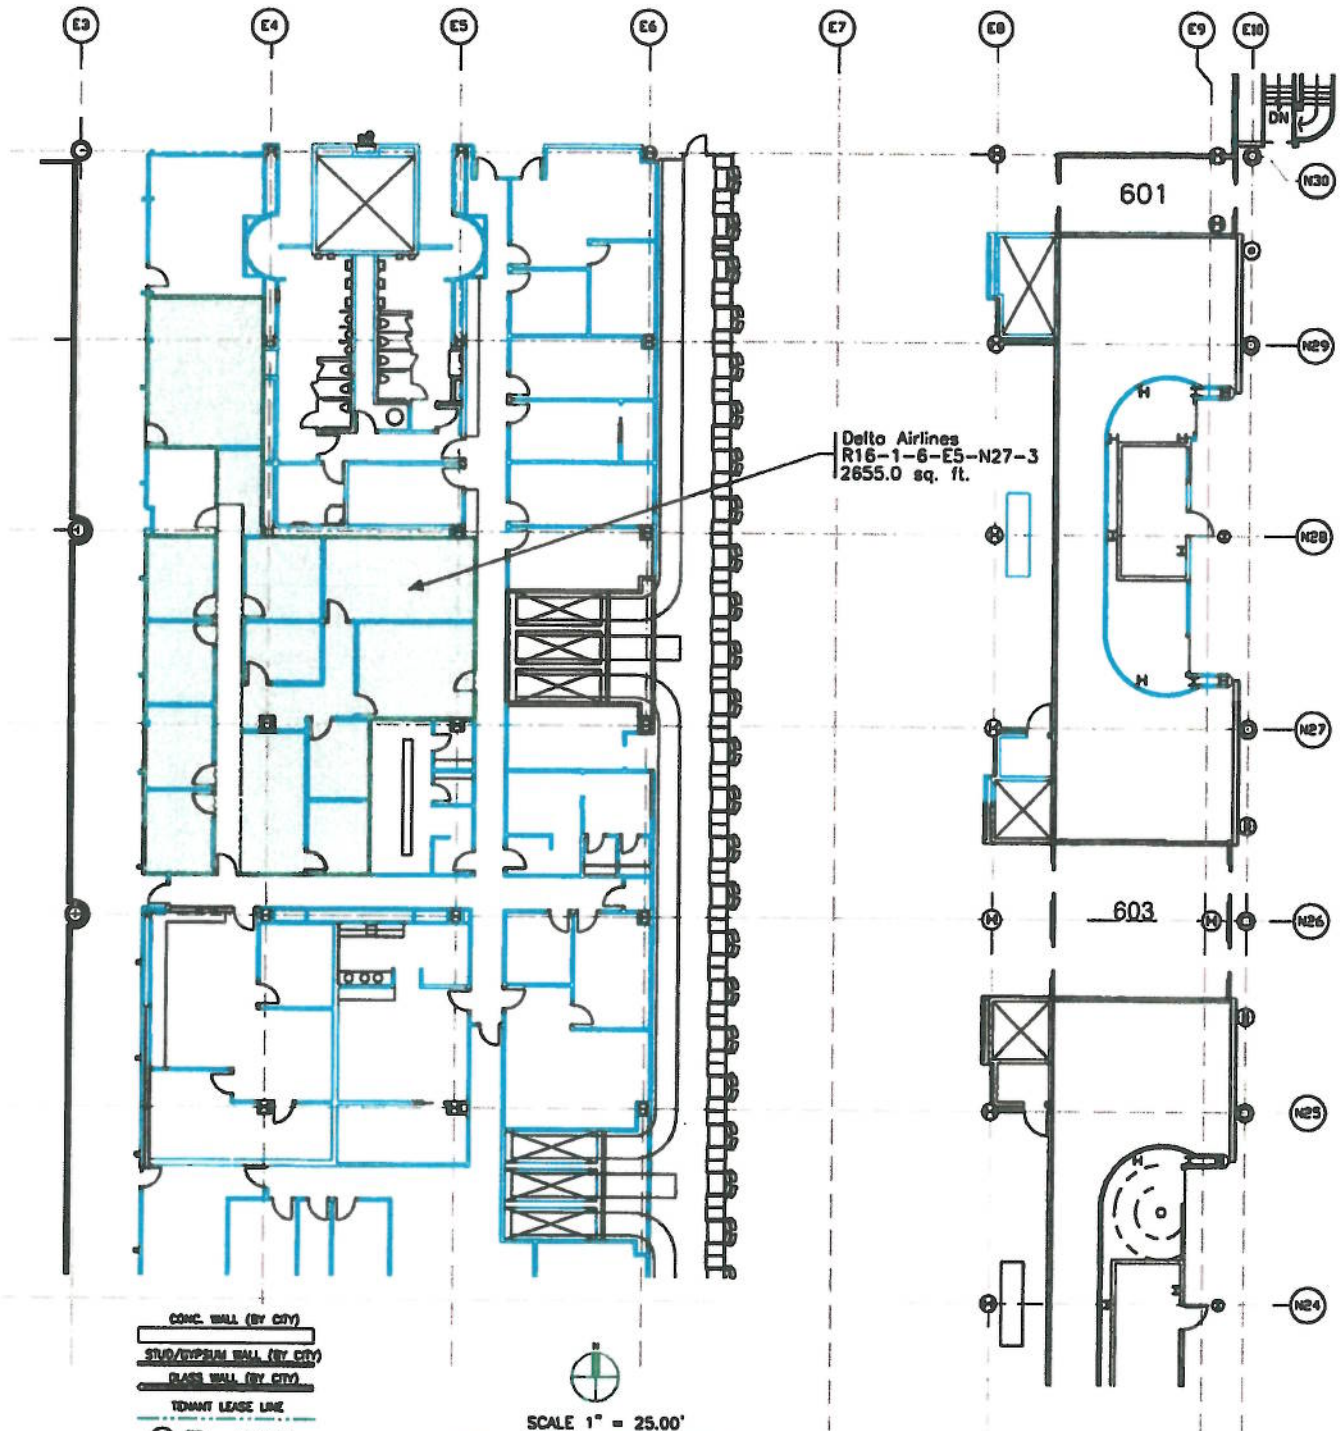 E3 E4 E5 E6 E7 E8 E9 E10
DN
N30
601
N29
Delta Airlines
R16-1-6-E5-N27-3
2655.0 sq. ft.
N28
N27
603
N26
N25
N24
CONC. WALL (BY CITY)
STUD/GYPSUM WALL (BY CITY)
GLASS WALL (BY CITY)
TENANT LEASE LINE
N
SCALE 1" = 25.00'